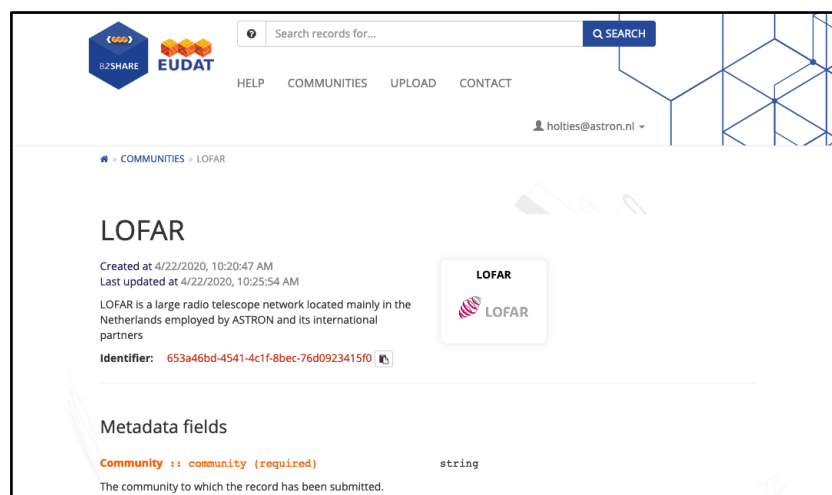 B2SHARE
EUDAT
Search records for...
SEARCH
HELP COMMUNITIES UPLOAD CONTACT
holties@astron.nl
» COMMUNITIES » LOFAR
LOFAR
Created at 4/22/2020, 10:20:47 AM
Last updated at 4/22/2020, 10:25:54 AM
LOFAR is a large radio telescope network located mainly in the
Netherlands employed by ASTRON and its international
partners
Identifier: 653a46bd-4541-4c1f-8bec-76d0923415f0
LOFAR
LOFAR
Metadata fields
Community :: community (required) string
The community to which the record has been submitted.